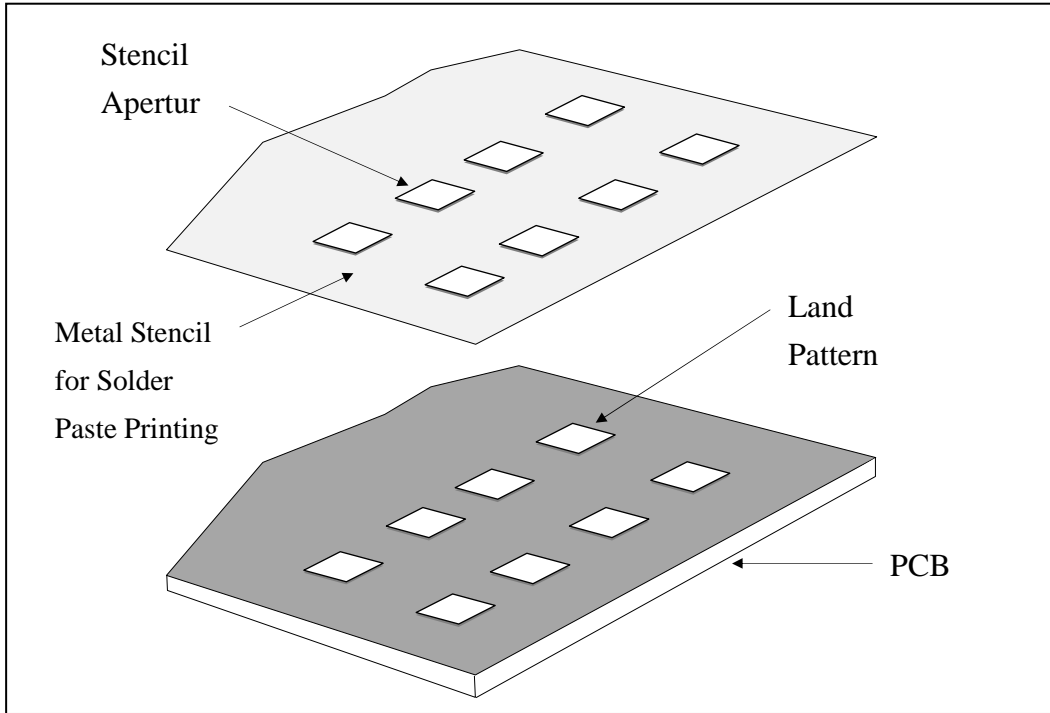 Stencil
Apertur
Metal Stencil
for Solder
Paste Printing
Land
Pattern
PCB